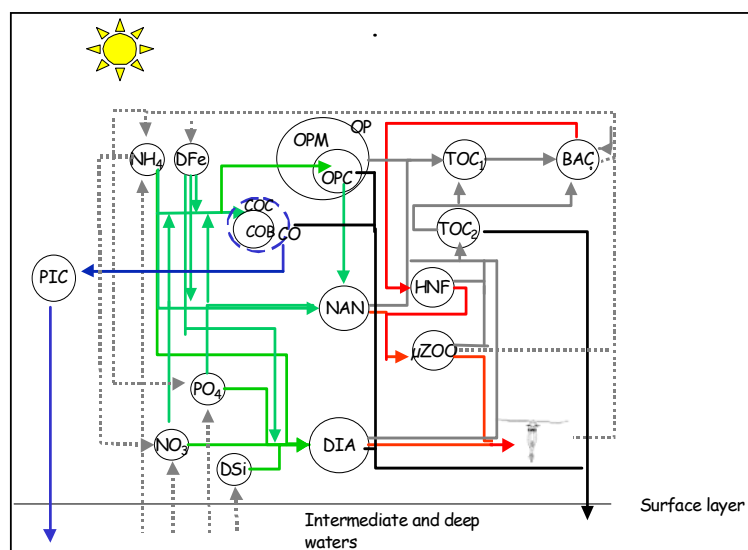 OP
OPM
NH4
DFe
TOC1
BAC
OPC
COC
COB
CO
TOC2
PIC
HNF
NAN
µZOO
PO4
NO3
DIA
DSi
Surface layer
Intermediate and deep
waters